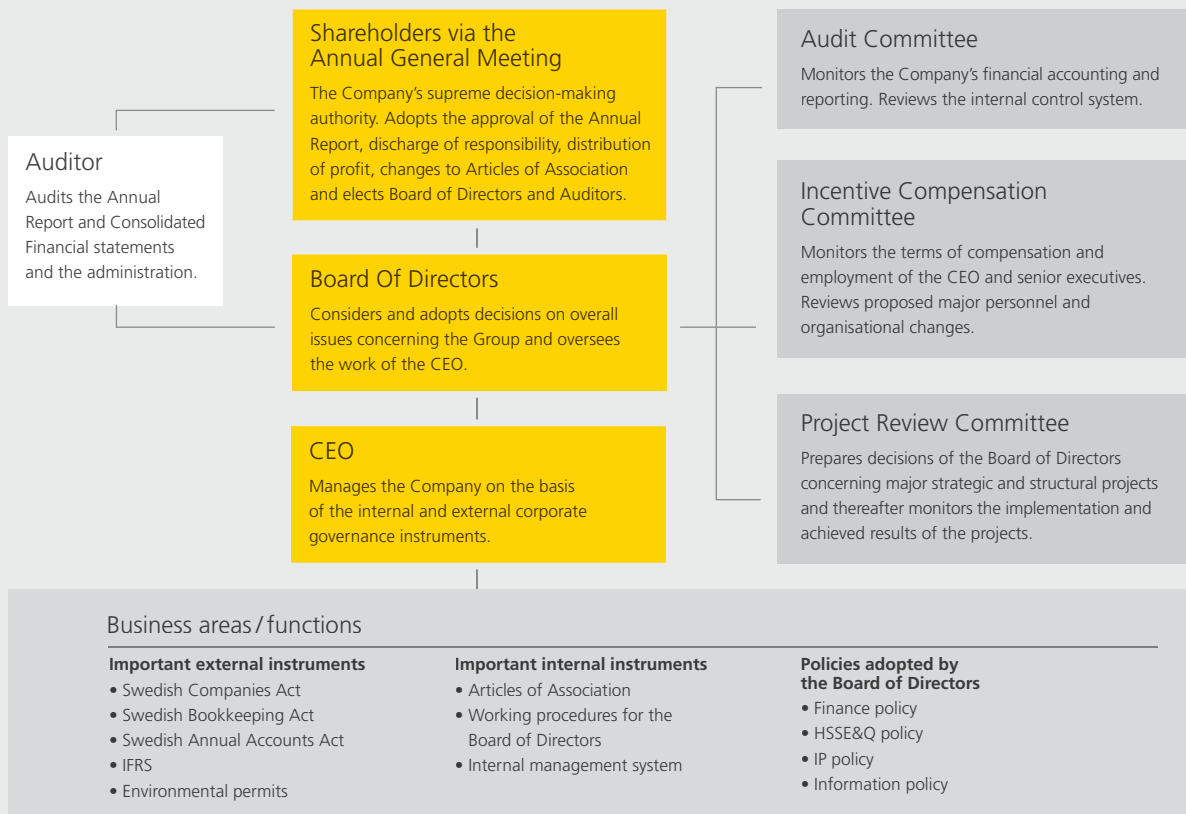 Shareholders via the
Annual General Meeting
The Company’s supreme decision-making
authority. Adopts the approval of the Annual
Report, discharge of responsibility, distribution
of profit, changes to Articles of Association
and elects Board of Directors and Auditors.
Auditor
Audits the Annual
Report and Consolidated
Financial statements
and the administration.
Board Of Directors
Considers and adopts decisions on overall
issues concerning the Group and oversees
the work of the CEO.
CEO
Manages the Company on the basis
of the internal and external corporate
governance instruments.
Audit Committee
Monitors the Company’s financial accounting and
reporting. Reviews the internal control system.
Incentive Compensation
Committee
Monitors the terms of compensation and
employment of the CEO and senior executives.
Reviews proposed major personnel and
organisational changes.
Project Review Committee
Prepares decisions of the Board of Directors
concerning major strategic and structural projects
and thereafter monitors the implementation and
achieved results of the projects.
Business areas / functions
Important external instruments
• Swedish Companies Act
• Swedish Bookkeeping Act
• Swedish Annual Accounts Act
• IFRS
• Environmental permits
Important internal instruments
• Articles of Association
• Working procedures for the
Board of Directors
• Internal management system
Policies adopted by
the Board of Directors
• Finance policy
• HSSE&Q policy
• IP policy
• Information policy